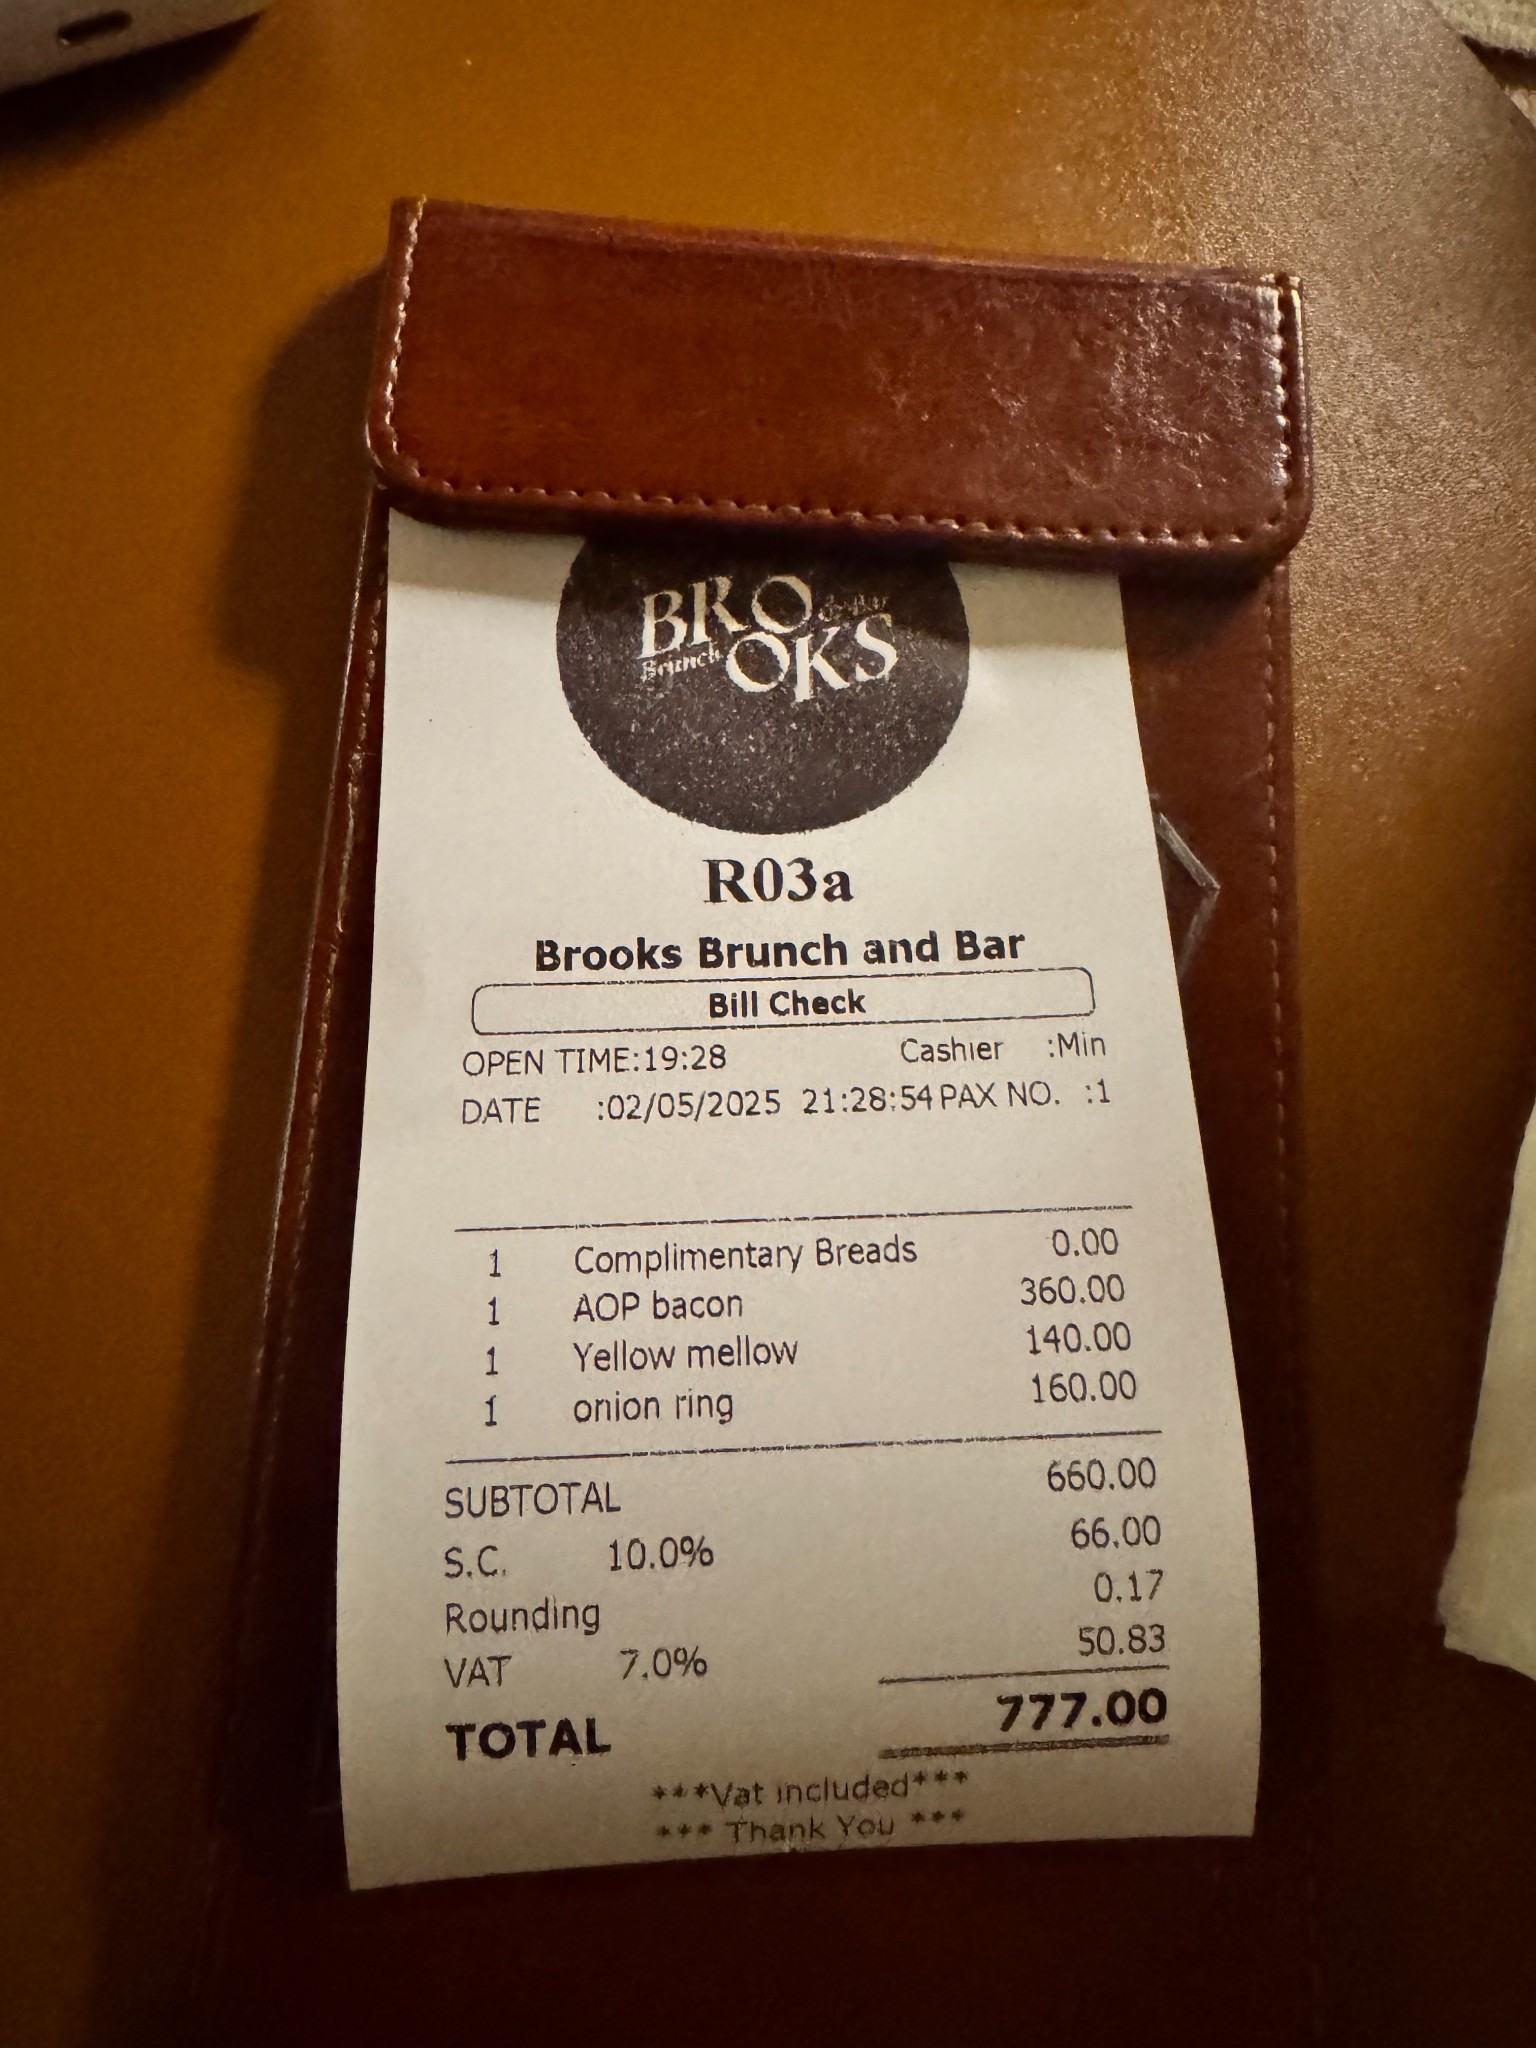 BROOKS
Brunch & Bar
R03a
Brooks Brunch and Bar
Bill Check
OPEN TIME:19:28 Cashier :Min
DATE :02/05/2025 21:28:54 PAX NO. :1
1 Complimentary Breads 0.00
1 AOP bacon 360.00
1 Yellow mellow 140.00
1 onion ring 160.00
SUBTOTAL 660.00
S.C. 10.0% 66.00
Rounding 0.17
VAT 7.0% 50.83
TOTAL 777.00
***Vat included***
*** Thank You ***